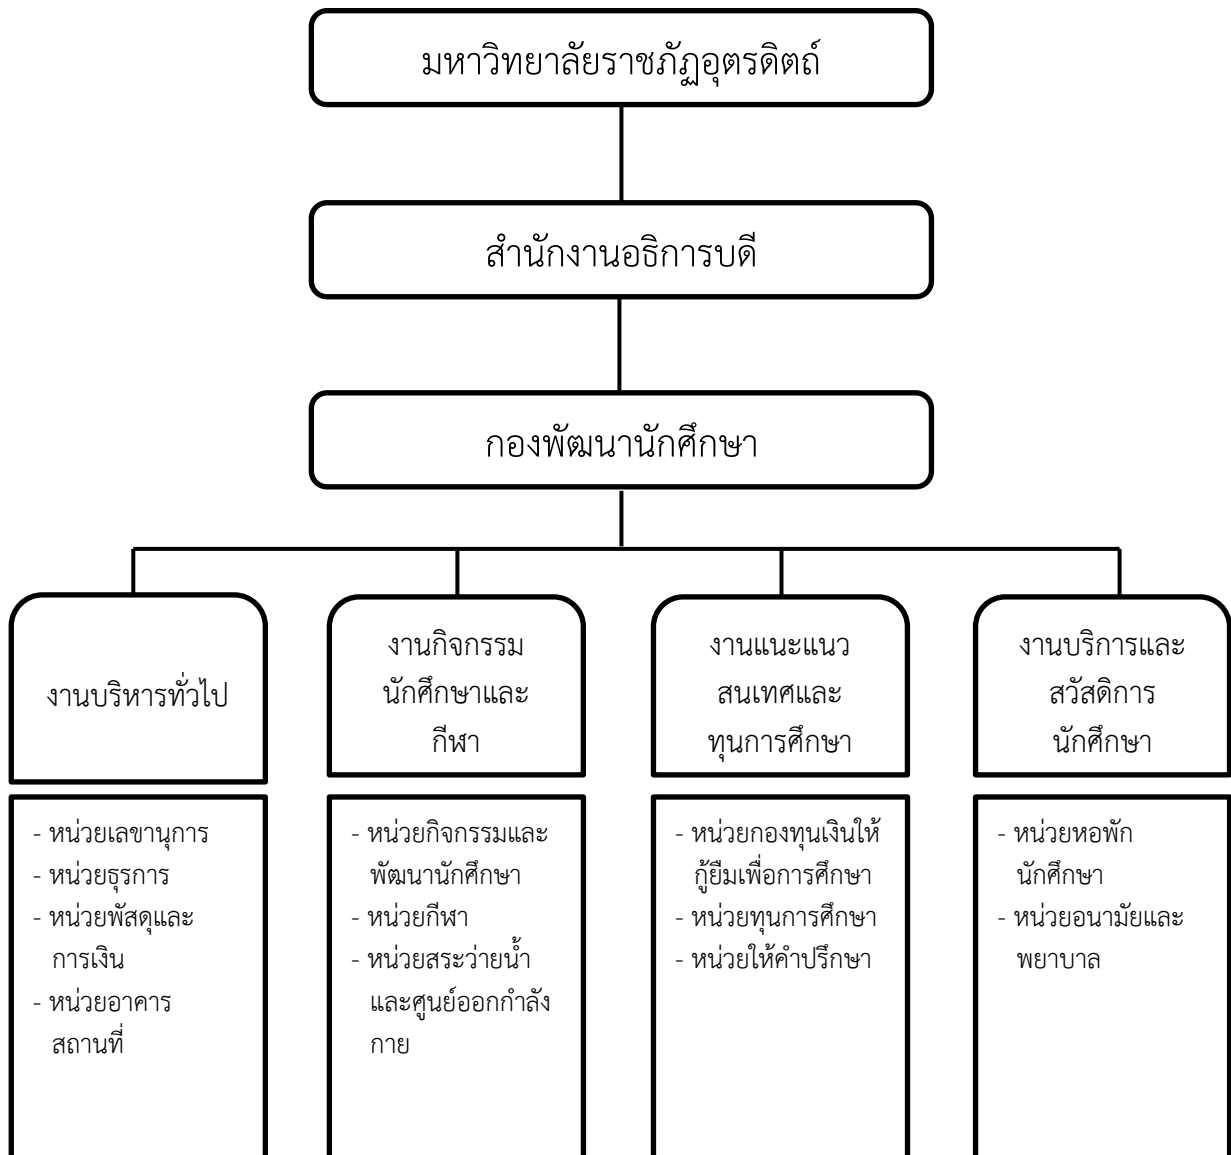 มหาวิทยาลัยราชภัฏอุตรดิตถ์
สำนักงานอธิการบดี
กองพัฒนานักศึกษา
งานบริหารทั่วไป
งานกิจกรรม
นักศึกษาและ
กีฬา
งานแนะแนว
สนเทศและ
ทุนการศึกษา
งานบริการและ
สวัสดิการ
นักศึกษา
- หน่วยเลขานุการ
- หน่วยธุรการ
- หน่วยพัสดุและ
การเงิน
- หน่วยอาคาร
สถานที่
- หน่วยกิจกรรมและ
พัฒนานักศึกษา
- หน่วยกีฬา
- หน่วยสระว่ายน้ำ
และศูนย์ออกกำลัง
กาย
- หน่วยกองทุนเงินให้
กู้ยืมเพื่อการศึกษา
- หน่วยทุนการศึกษา
- หน่วยให้คำปรึกษา
- หน่วยหอพัก
นักศึกษา
- หน่วยอนามัยและ
พยาบาล